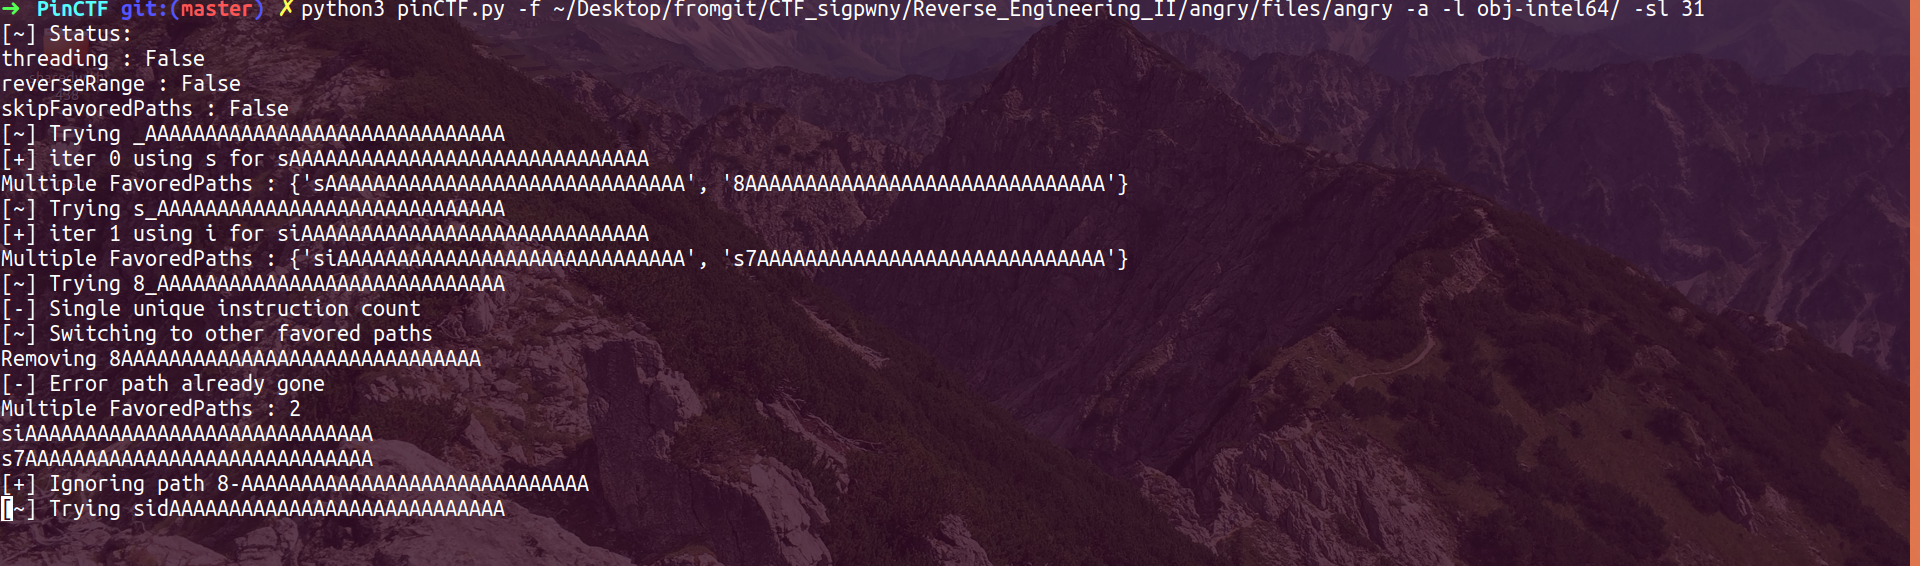 ➜ PinCTF git:(master) ✗ python3 pinCTF.py -f ~/Desktop/fromgit/CTF_sigpwny/Reverse_Engineering_II/angry/files/angry -a -l obj-intel64/ -sl 31
[~] Status:
threading : False
reverseRange : False
skipFavoredPaths : False
[~] Trying _AAAAAAAAAAAAAAAAAAAAAAAAAAAAAA
[+] iter 0 using s for sAAAAAAAAAAAAAAAAAAAAAAAAAAAAAA
Multiple FavoredPaths : {'sAAAAAAAAAAAAAAAAAAAAAAAAAAAAAA', '8AAAAAAAAAAAAAAAAAAAAAAAAAAAAAA'}
[~] Trying s_AAAAAAAAAAAAAAAAAAAAAAAAAAAAA
[+] iter 1 using i for siAAAAAAAAAAAAAAAAAAAAAAAAAAAAA
Multiple FavoredPaths : {'siAAAAAAAAAAAAAAAAAAAAAAAAAAAAA', 's7AAAAAAAAAAAAAAAAAAAAAAAAAAAAA'}
[~] Trying 8_AAAAAAAAAAAAAAAAAAAAAAAAAAAAA
[-] Single unique instruction count
[~] Switching to other favored paths
Removing 8AAAAAAAAAAAAAAAAAAAAAAAAAAAAAA
[-] Error path already gone
Multiple FavoredPaths : 2
siAAAAAAAAAAAAAAAAAAAAAAAAAAAAA
s7AAAAAAAAAAAAAAAAAAAAAAAAAAAAA
[+] Ignoring path 8-AAAAAAAAAAAAAAAAAAAAAAAAAAAAA
[~] Trying sidAAAAAAAAAAAAAAAAAAAAAAAAAAAA